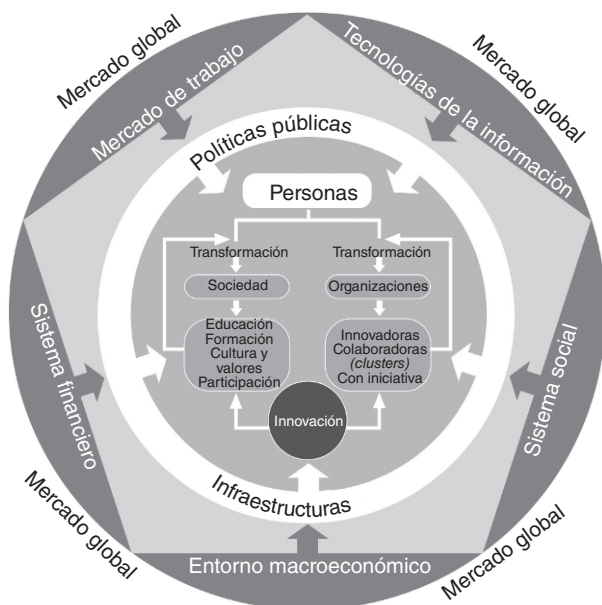 Mercado global
Mercado global
Mercado de trabajo
Tecnologías de la información
Políticas públicas
Personas
Transformación
Transformación
Sociedad
Organizaciones
Educación
Formación
Cultura y
valores
Participación
Innovadoras
Colaboradoras
(clusters)
Con iniciativa
Innovación
Sistema financiero
Sistema social
Infraestructuras
Mercado global
Mercado global
Entorno macroeconómico